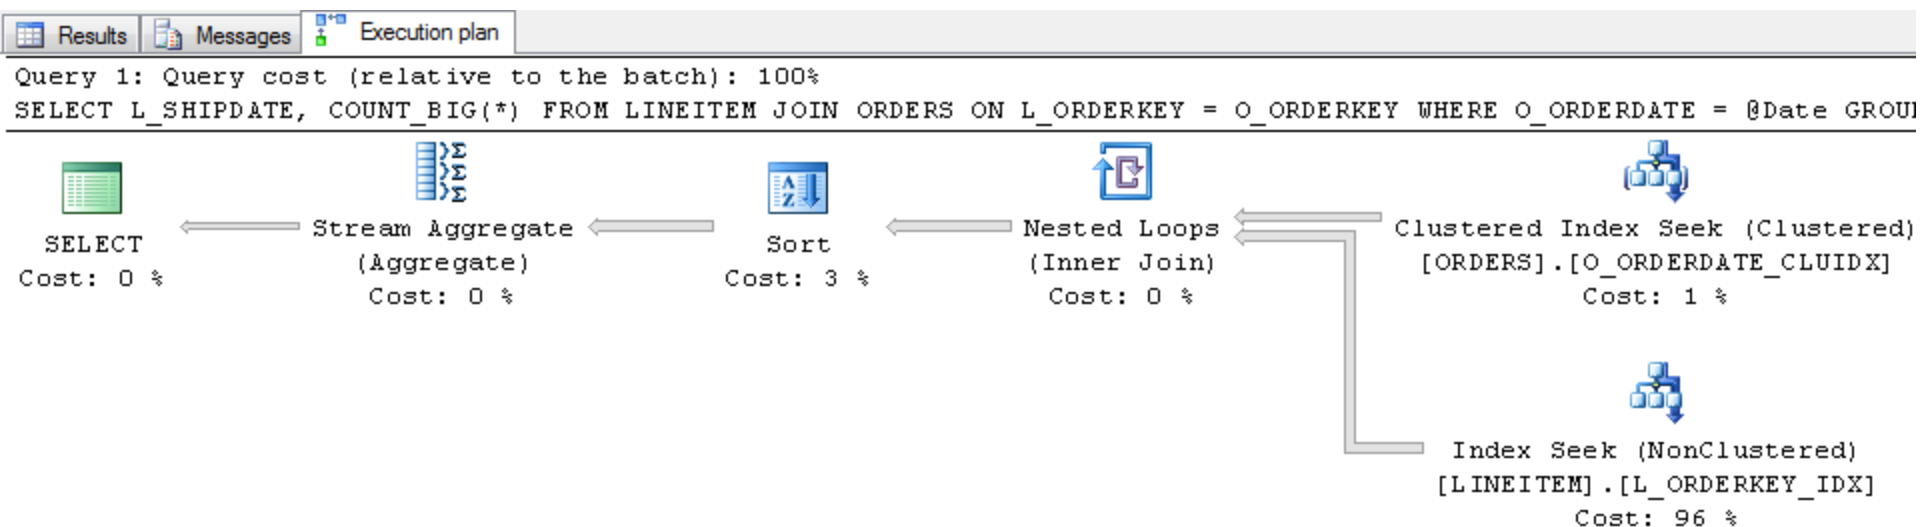 Results Messages Execution plan
Query 1: Query cost (relative to the batch): 100%
SELECT L_SHIPDATE, COUNT_BIG(*) FROM LINEITEM JOIN ORDERS ON L_ORDERKEY = O_ORDERKEY WHERE O_ORDERDATE = @Date GROU
SELECT
Cost: 0 %
Stream Aggregate
(Aggregate)
Cost: 0 %
Sort
Cost: 3 %
Nested Loops
(Inner Join)
Cost: 0 %
Clustered Index Seek (Clustered)
[ORDERS].[O_ORDERDATE_CLUIDX]
Cost: 1 %
Index Seek (NonClustered)
[LINEITEM].[L_ORDERKEY_IDX]
Cost: 96 %